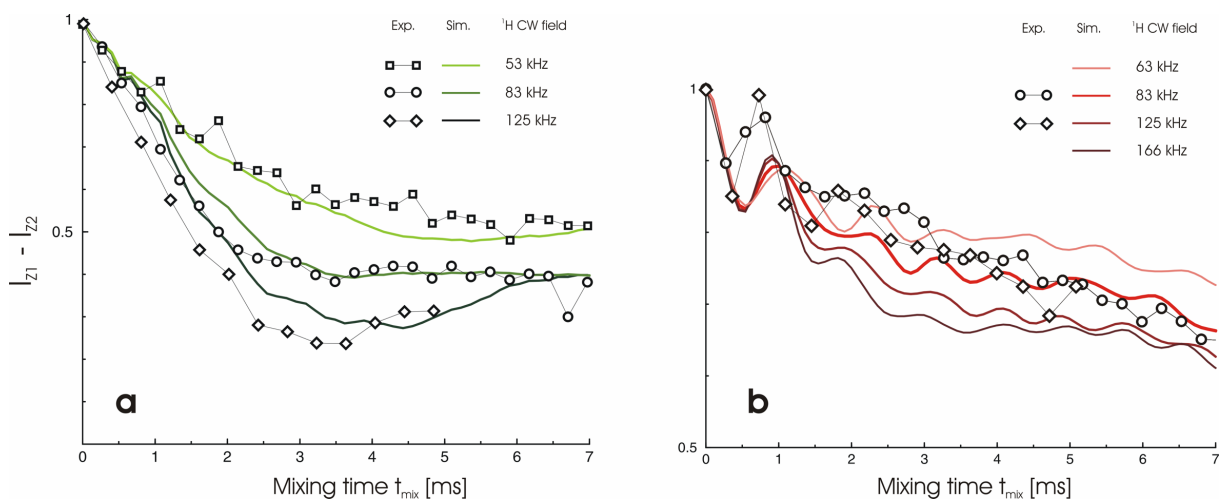 Exp. Sim. ¹H CW field
53 kHz
83 kHz
125 kHz
1
0.5
I_Z1 - I_Z2
a
0 1 2 3 4 5 6 7
Mixing time t_mix [ms]
Exp. Sim. ¹H CW field
63 kHz
83 kHz
125 kHz
166 kHz
1
0.5
b
0 1 2 3 4 5 6 7
Mixing time t_mix [ms]